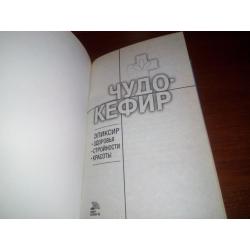 ЧУДО-
КЕФИР
ЭЛИКСИР
• ЗДОРОВЬЯ
• СТРОЙНОСТИ
• КРАСОТЫ